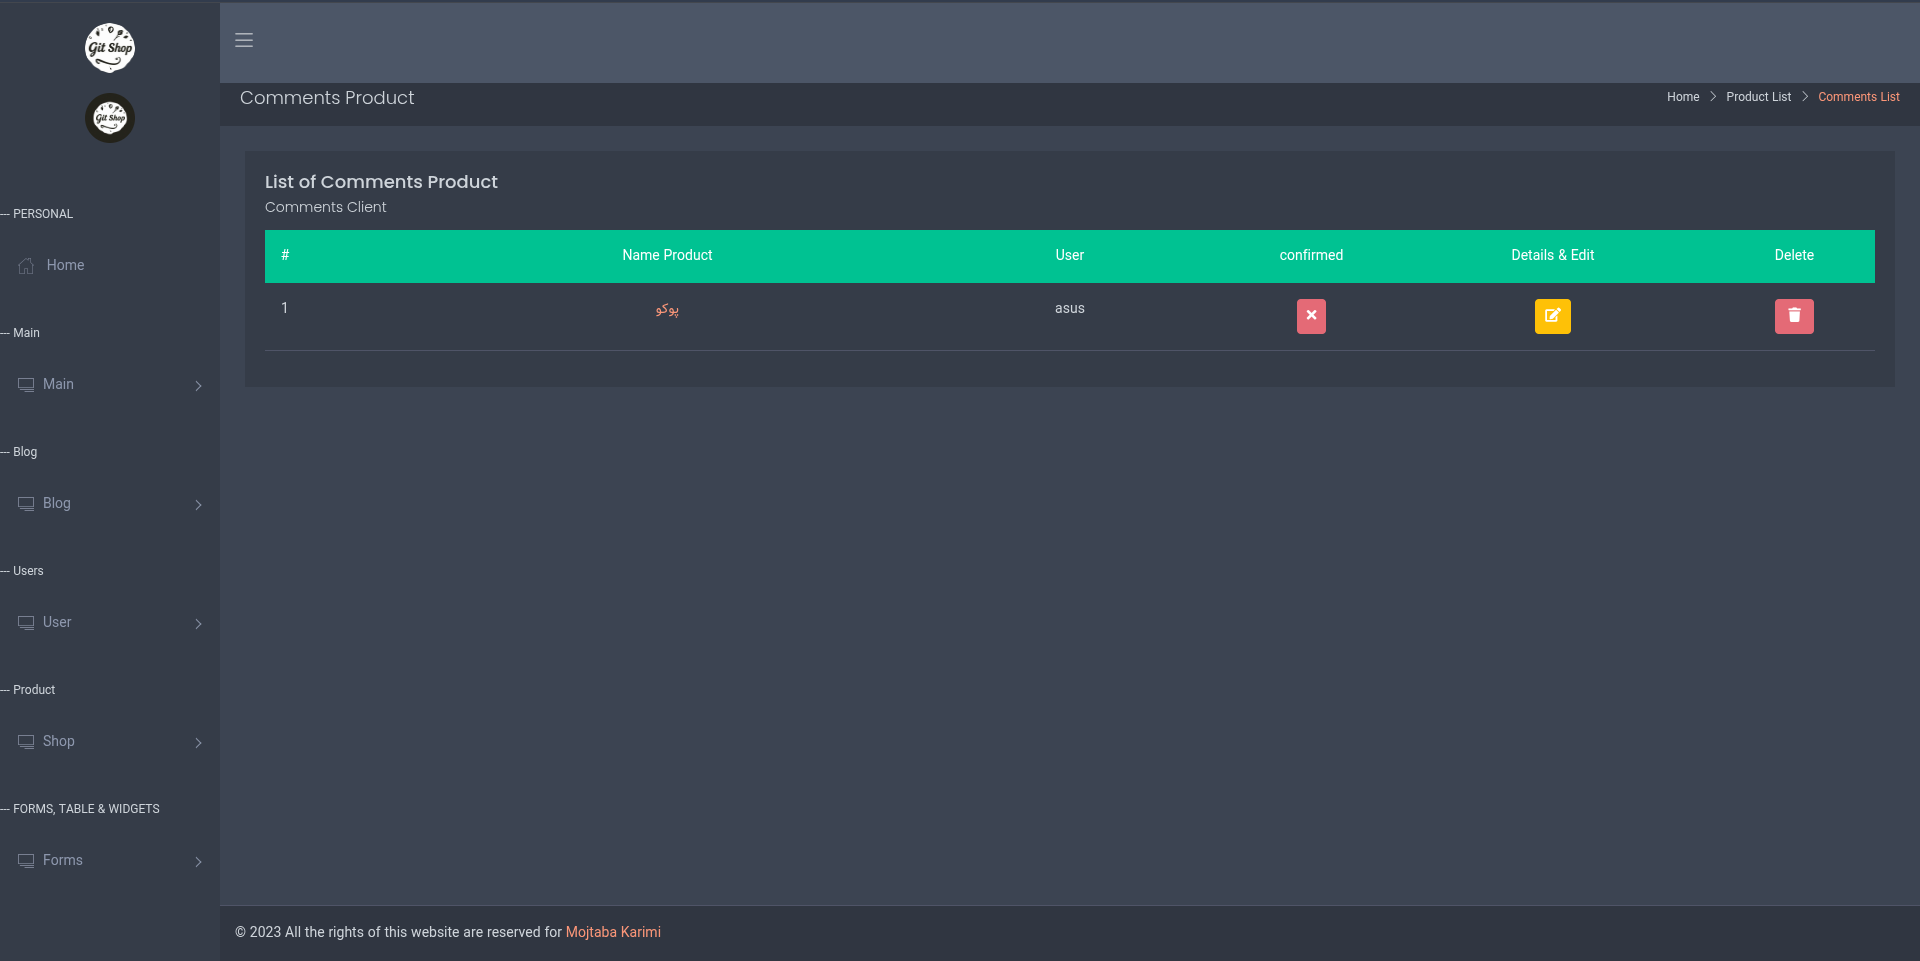 Git Shop
Git Shop
--- PERSONAL
Home
--- Main
Main
--- Blog
Blog
--- Users
User
--- Product
Shop
--- FORMS, TABLE & WIDGETS
Forms
Comments Product
Home > Product List > Comments List
List of Comments Product
Comments Client
# Name Product User confirmed Details & Edit Delete
1 پوکو asus
© 2023 All the rights of this website are reserved for Mojtaba Karimi